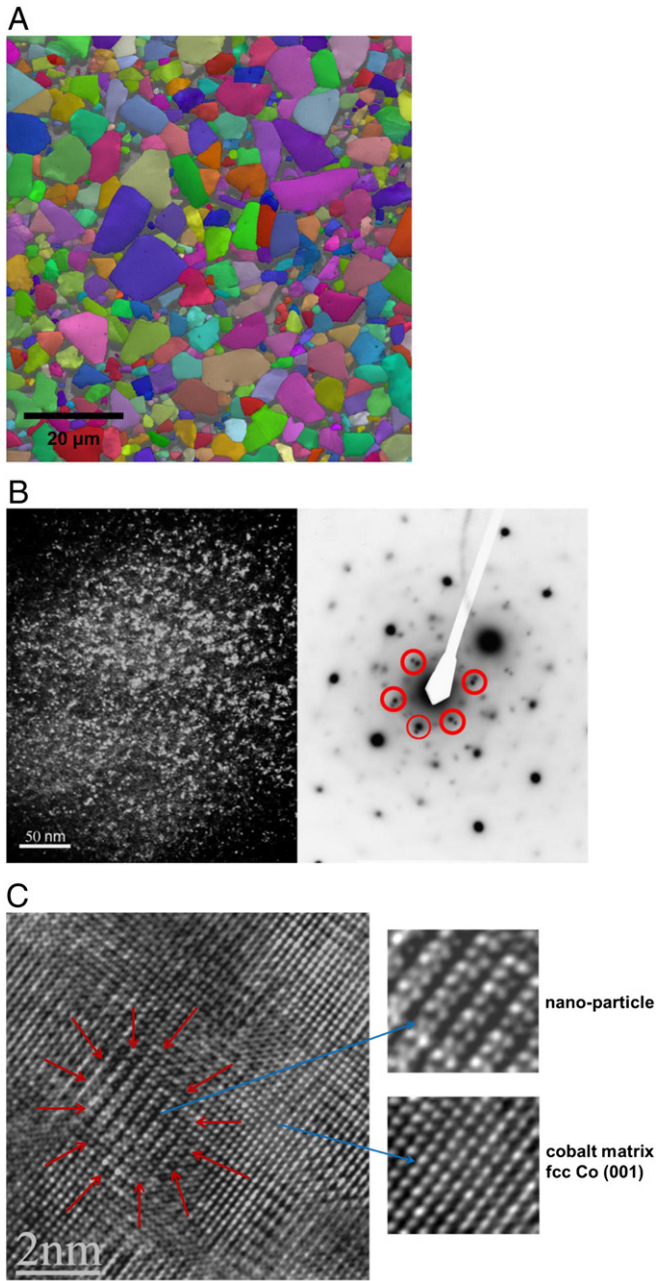 A
20 μm
B
50 nm
C
nano-particle
cobalt matrix
fcc Co (001)
2nm